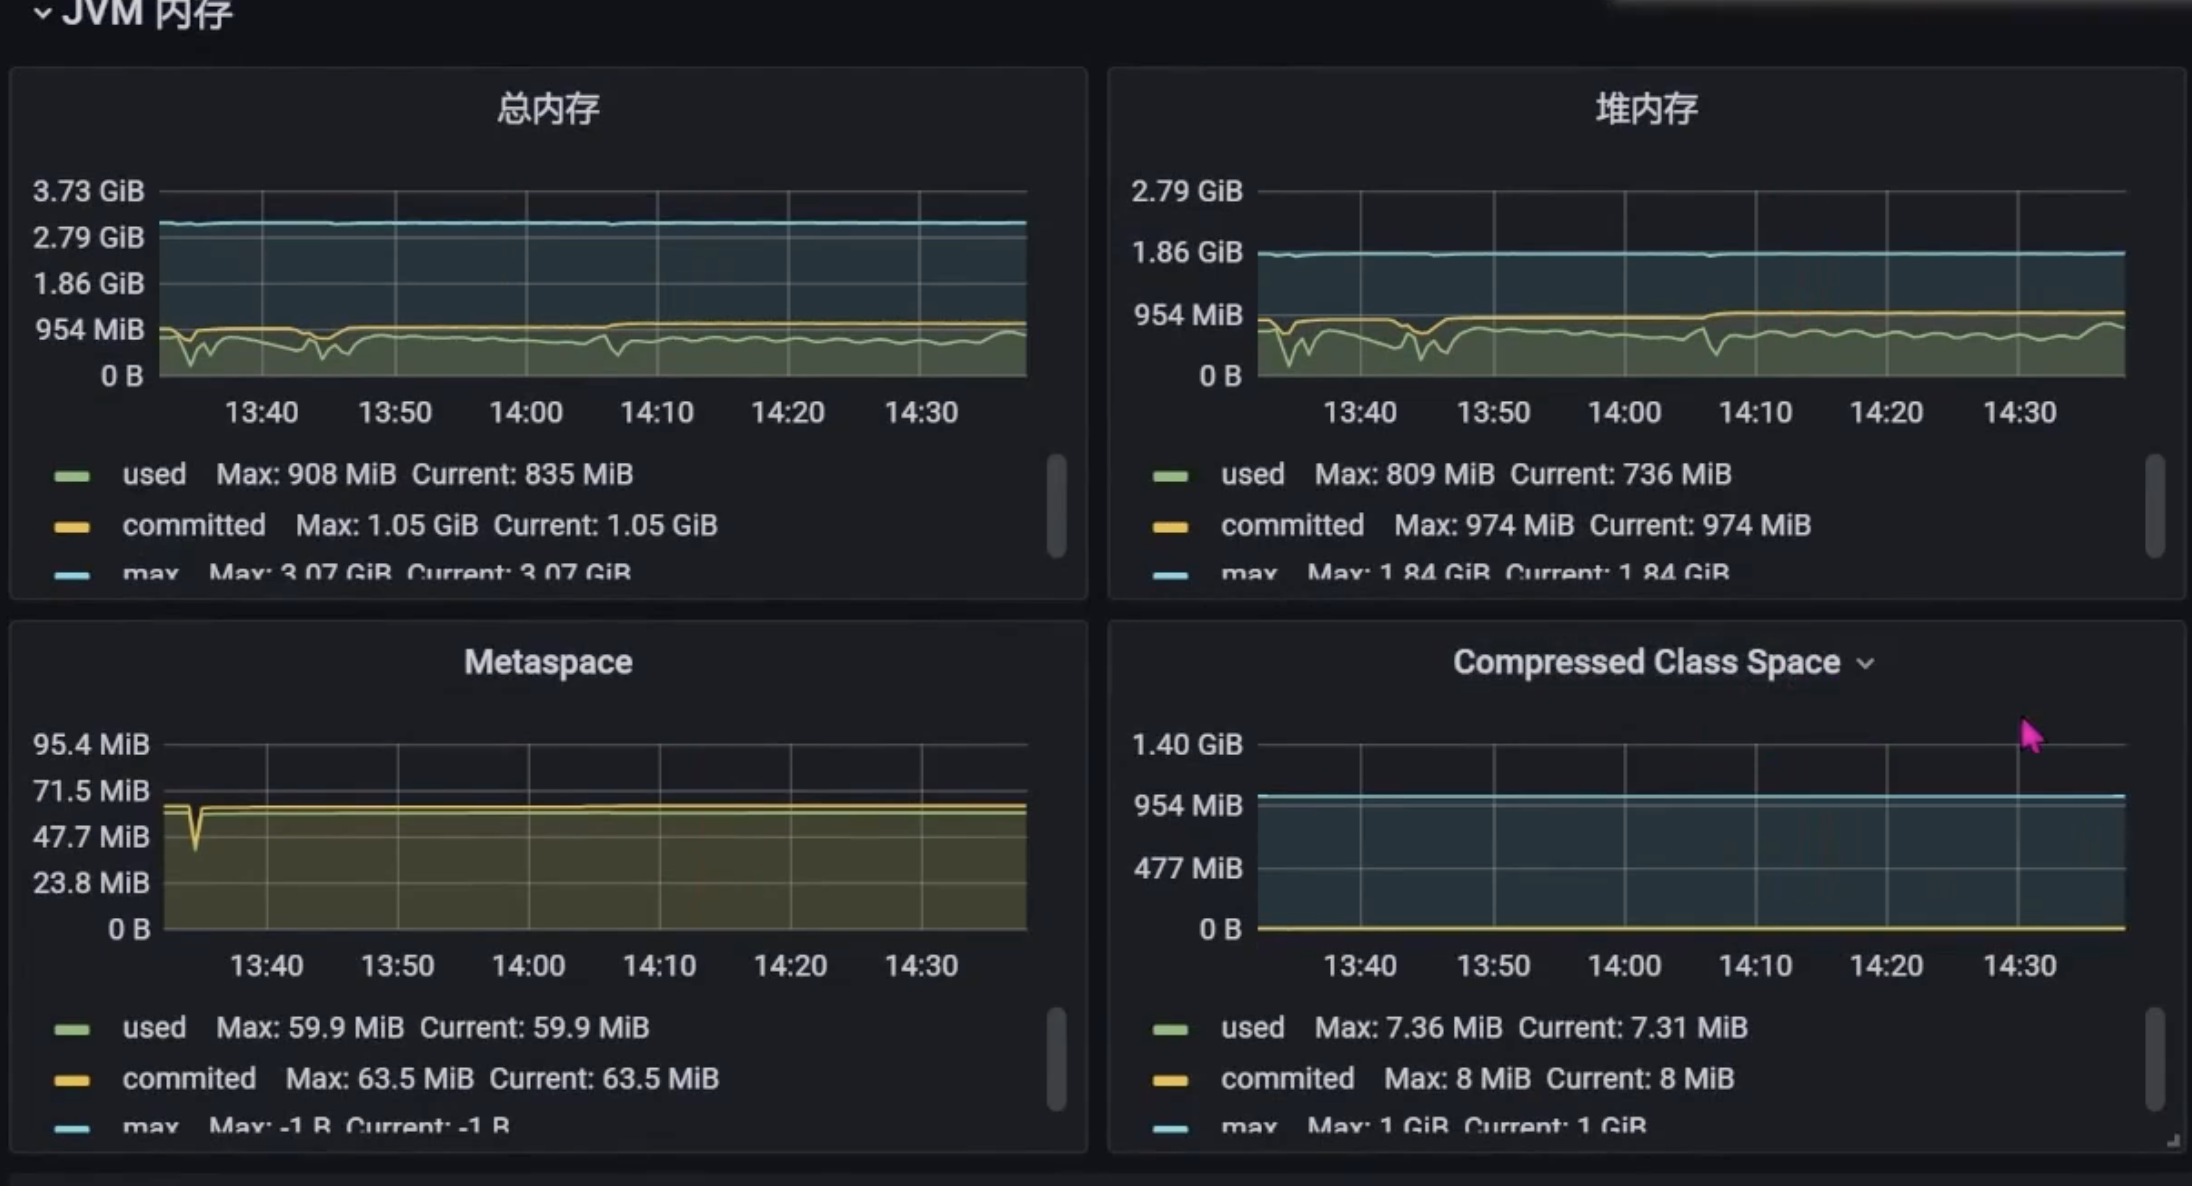 JVM 内存
总内存
3.73 GiB
2.79 GiB
1.86 GiB
954 MiB
0 B
13:40 13:50 14:00 14:10 14:20 14:30
used Max: 908 MiB Current: 835 MiB
committed Max: 1.05 GiB Current: 1.05 GiB
max Max: 3.07 GiB Current: 3.07 GiB
堆内存
2.79 GiB
1.86 GiB
954 MiB
0 B
13:40 13:50 14:00 14:10 14:20 14:30
used Max: 809 MiB Current: 736 MiB
committed Max: 974 MiB Current: 974 MiB
max Max: 1.84 GiB Current: 1.84 GiB
Metaspace
95.4 MiB
71.5 MiB
47.7 MiB
23.8 MiB
0 B
13:40 13:50 14:00 14:10 14:20 14:30
used Max: 59.9 MiB Current: 59.9 MiB
commited Max: 63.5 MiB Current: 63.5 MiB
max Max: -1 B Current: -1 B
Compressed Class Space
1.40 GiB
954 MiB
477 MiB
0 B
13:40 13:50 14:00 14:10 14:20 14:30
used Max: 7.36 MiB Current: 7.31 MiB
commited Max: 8 MiB Current: 8 MiB
max Max: 1 GiB Current: 1 GiB